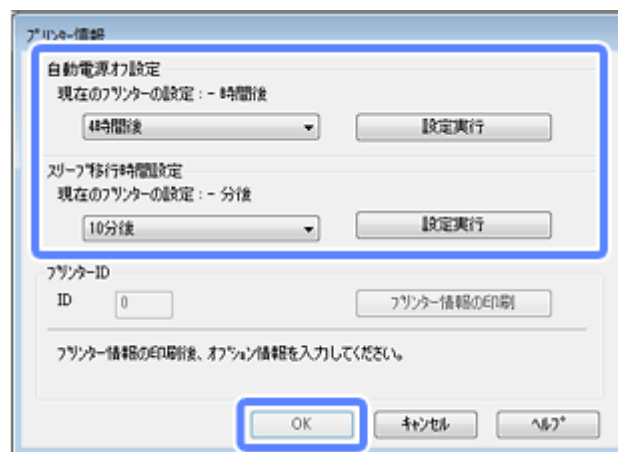 プリンター情報
自動電源オフ設定
現在のプリンターの設定:- 時間後
4時間後
設定実行
スリープ移行時間設定
現在のプリンターの設定:- 分後
10分後
設定実行
プリンターID
ID 0
プリンター情報の印刷
プリンター情報の印刷後、オプション情報を入力してください。
OK キャンセル ヘルプ